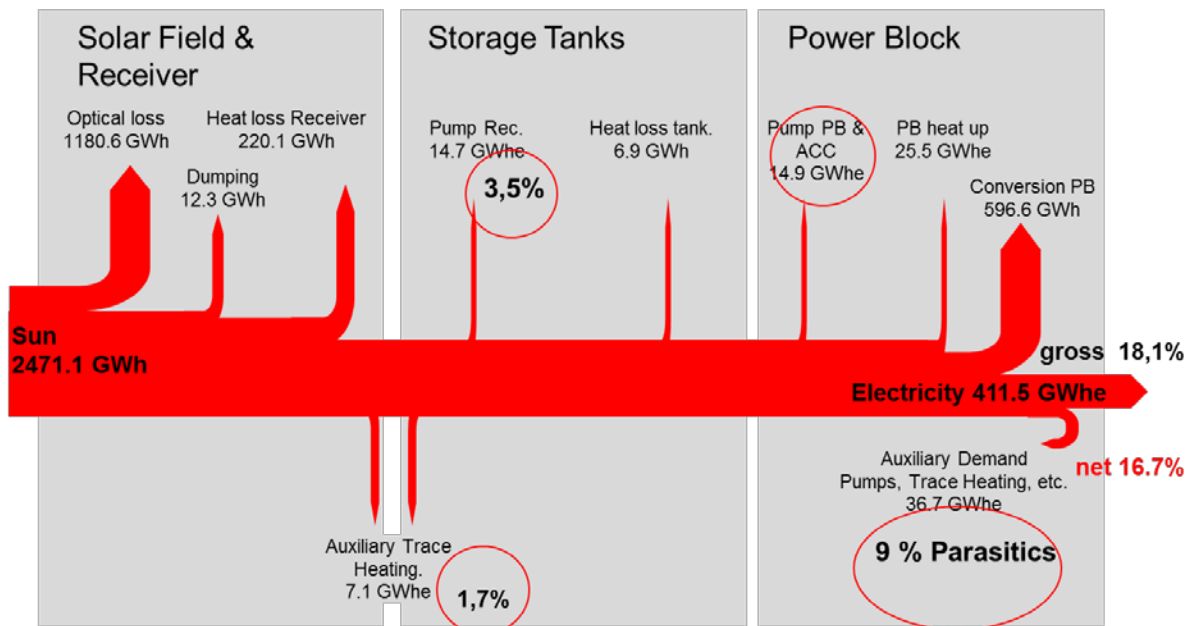 Solar Field &
Receiver
Optical loss
1180.6 GWh
Heat loss Receiver
220.1 GWh
Dumping
12.3 GWh
Sun
2471.1 GWh
Storage Tanks
Pump Rec.
14.7 GWhe
3,5%
Heat loss tank.
6.9 GWh
Auxiliary Trace
Heating.
7.1 GWhe
1,7%
Power Block
Pump PB &
ACC
14.9 GWhe
PB heat up
25.5 GWhe
Conversion PB
596.6 GWh
gross 18,1%
Electricity 411.5 GWhe
net 16.7%
Auxiliary Demand
Pumps, Trace Heating, etc.
36.7 GWhe
9 % Parasitics